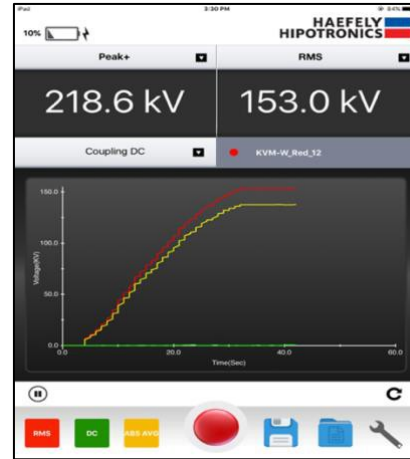 iPad 3:30 PM @ 84%
10%
HAEFELY
HIPOTRONICS
Peak+ RMS
218.6 kV 153.0 kV
Coupling DC KVM-W_Red_12
150.0
100.0
Voltage(KV)
50.0
0.0
0.0 20.0 40.0 60.0
Time(Sec)
RMS DC ABS AVG